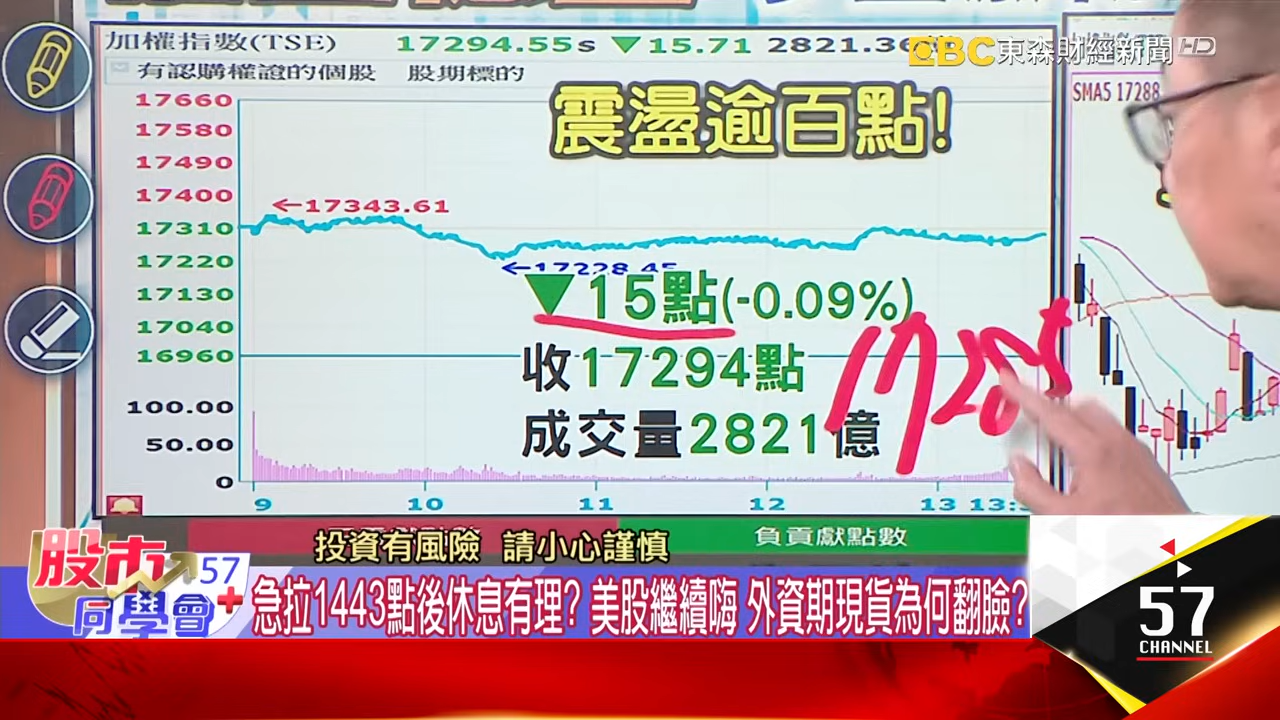 加權指數(TSE) 17294.55s ▼15.71 2821.36
EBC 東森財經新聞 HD
有認購權證的個股 股期標的
震盪逾百點!
SMA5 17288
17660
17580
17490
17400
17310
17220
17130
17040
16960
100.00
50.00
0
←17343.61
←17228.45
▼15點(-0.09%)
收17294點
成交量2821億
9 10 11 12 13
負貢獻點數
投資有風險 請小心謹慎
股市同學會 57+
急拉1443點後休息有理? 美股繼續嗨 外資期現貨為何翻臉?
57
CHANNEL